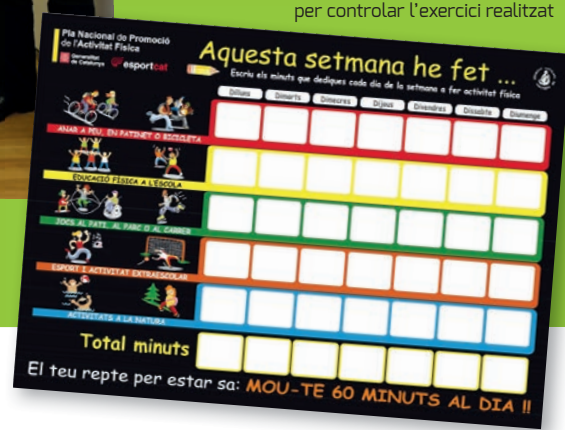 per controlar l'exercici realitzat
Pla Nacional de Promoció
de l'Activitat Física
Generalitat
de Catalunya
esportcat
Aquesta setmana he fet ...
Escriu els minuts que dediques cada dia de la setmana a fer activitat física
Dilluns Dimarts Dimecres Dijous Divendres Dissabte Diumenge
ANAR A PEU, EN PATINET O BICICLETA
EDUCACIÓ FÍSICA A L'ESCOLA
JOCS AL PATI, AL PARC O AL CARRER
ESPORT I ACTIVITAT EXTRAESCOLAR
ACTIVITATS A LA NATURA
Total minuts
El teu repte per estar sa: MOU-TE 60 MINUTS AL DIA !!